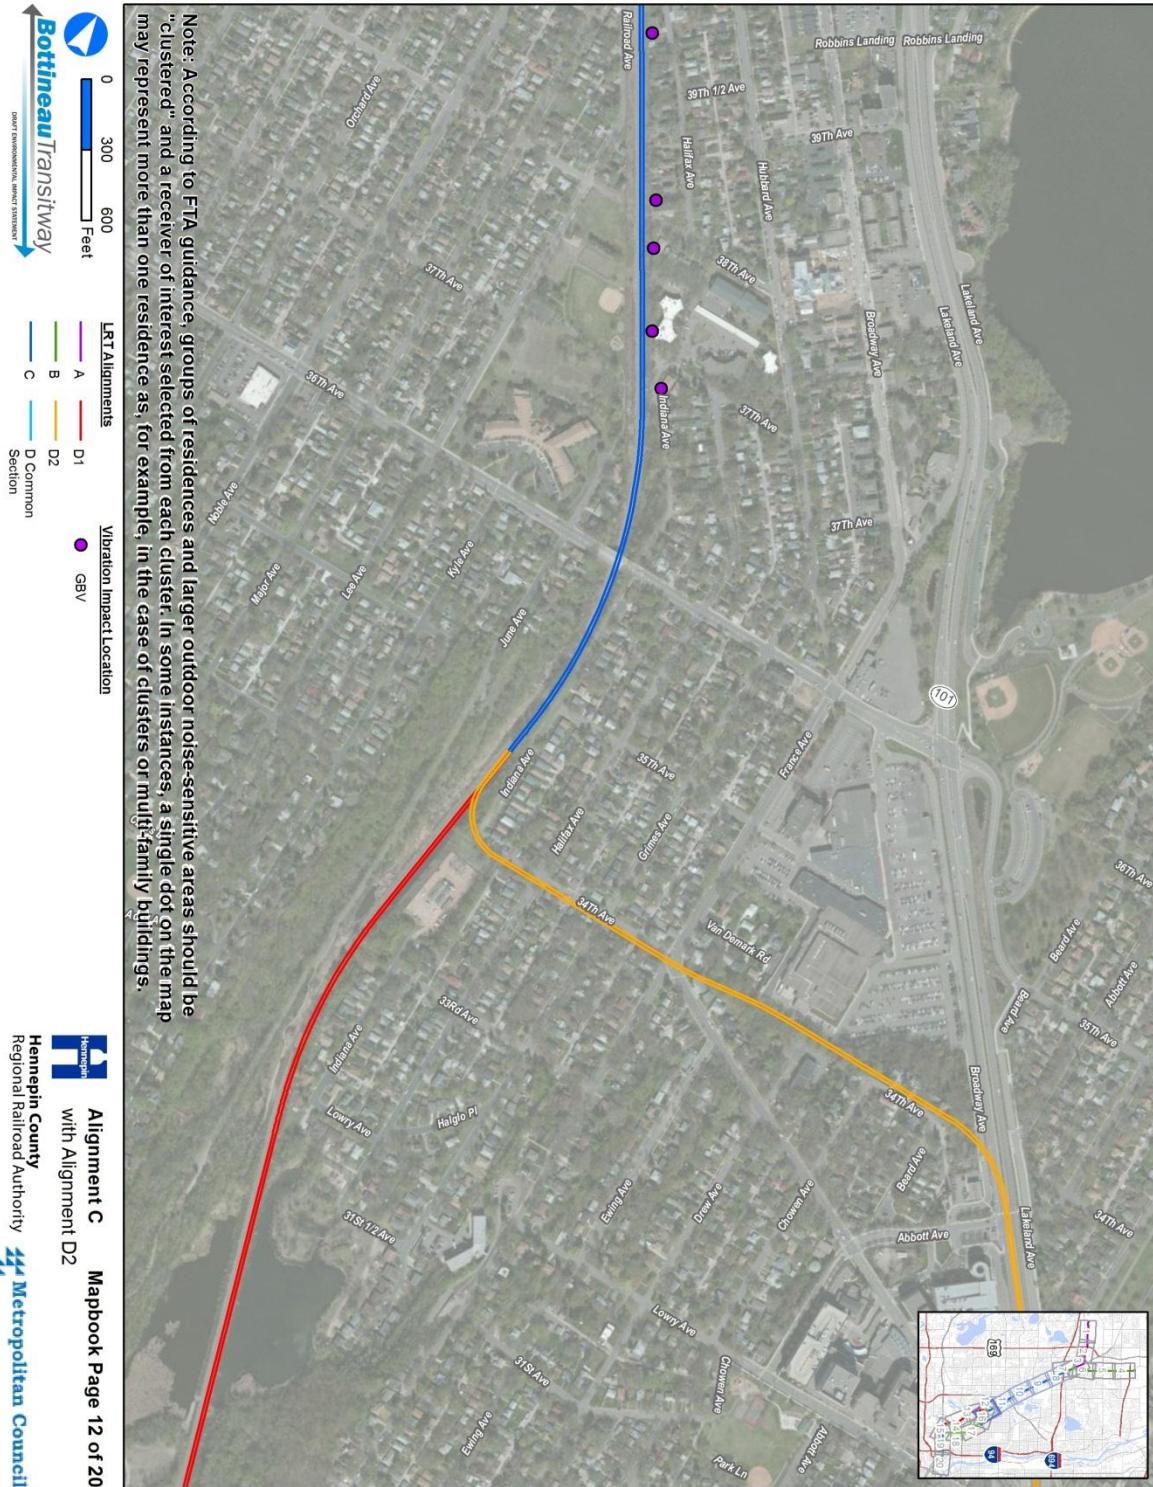 Robbins Landing
Robbins Landing
Railroad Ave
39Th 1/2 Ave
39Th Ave
Orchard Ave
Halifax Ave
Hubbard Ave
Lakeland Ave
Lakeland Ave
38Th Ave
Broadway Ave
37Th Ave
36Th Ave
Indiana Ave
37Th Ave
37Th Ave
Noble Ave
Major Ave
Lee Ave
Kyle Ave
June Ave
101
Indiana Ave
35Th Ave
France Ave
Halifax Ave
Grimes Ave
34Th Ave
Van Demark Rd
36Th Ave
Beard Ave
Abbott Ave
35Th Ave
Beard Ave
33Rd Ave
Indiana Ave
Lowry Ave
Halglo Pl
34Th Ave
Broadway Ave
Beard Ave
Ewing Ave
Drew Ave
Chowen Ave
Abbott Ave
Lakeland Ave
34Th Ave
31St 1/2 Ave
Lowry Ave
31St Ave
Chowen Ave
Ewing Ave
Abbott Ave
Park Ln
169
94
694
Note: According to FTA guidance, groups of residences and larger outdoor noise-sensitive areas should be
"clustered" and a receiver of interest selected from each cluster. In some instances, a single dot on the map
may represent more than one residence as, for example, in the case of clusters or multi-family buildings.
0 300 600
Feet
Bottineau Transitway
DRAFT ENVIRONMENTAL IMPACT STATEMENT
LRT Alignments
A D1
B D2
C D Common
Section
Vibration Impact Location
GBV
Hennepin
Hennepin County
Regional Railroad Authority
Alignment C
with Alignment D2
Mapbook Page 12 of 20
Metropolitan Council